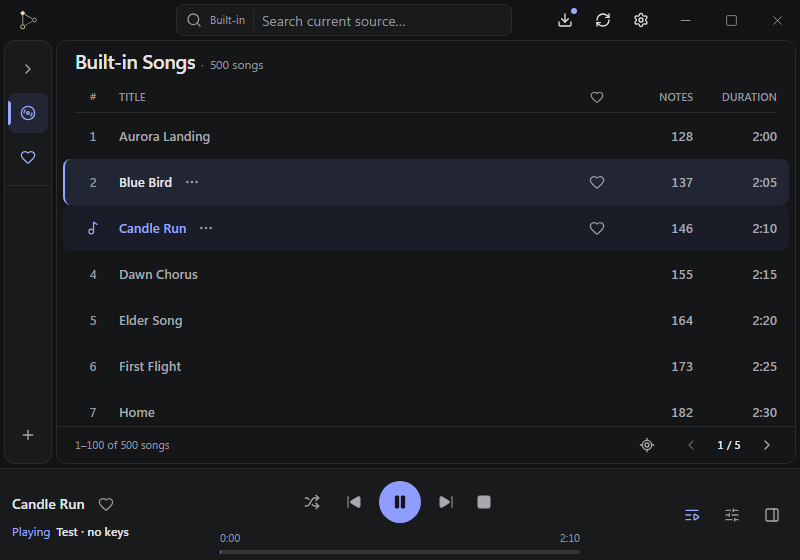 Built-in Search current source...
Built-in Songs · 500 songs
# TITLE NOTES DURATION
1 Aurora Landing 128 2:00
2 Blue Bird ··· 137 2:05
Candle Run ··· 146 2:10
4 Dawn Chorus 155 2:15
5 Elder Song 164 2:20
6 First Flight 173 2:25
7 Home 182 2:30
1–100 of 500 songs 1 / 5
Candle Run
Playing Test · no keys
0:00 2:10